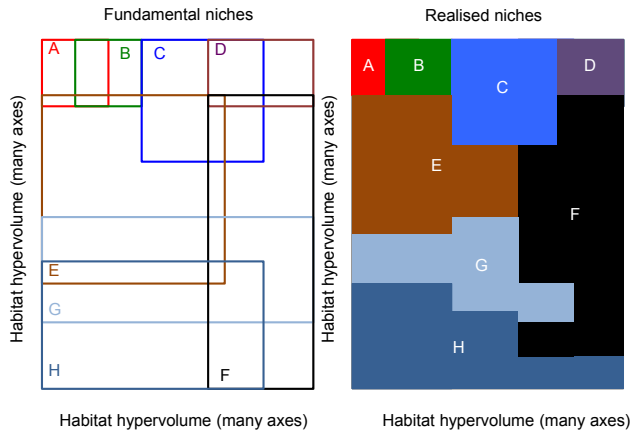 Fundamental niches
Realised niches
A
B
C
D
E
G
H
F
A
B
C
D
E
F
G
H
Habitat hypervolume (many axes)
Habitat hypervolume (many axes)
Habitat hypervolume (many axes)
Habitat hypervolume (many axes)